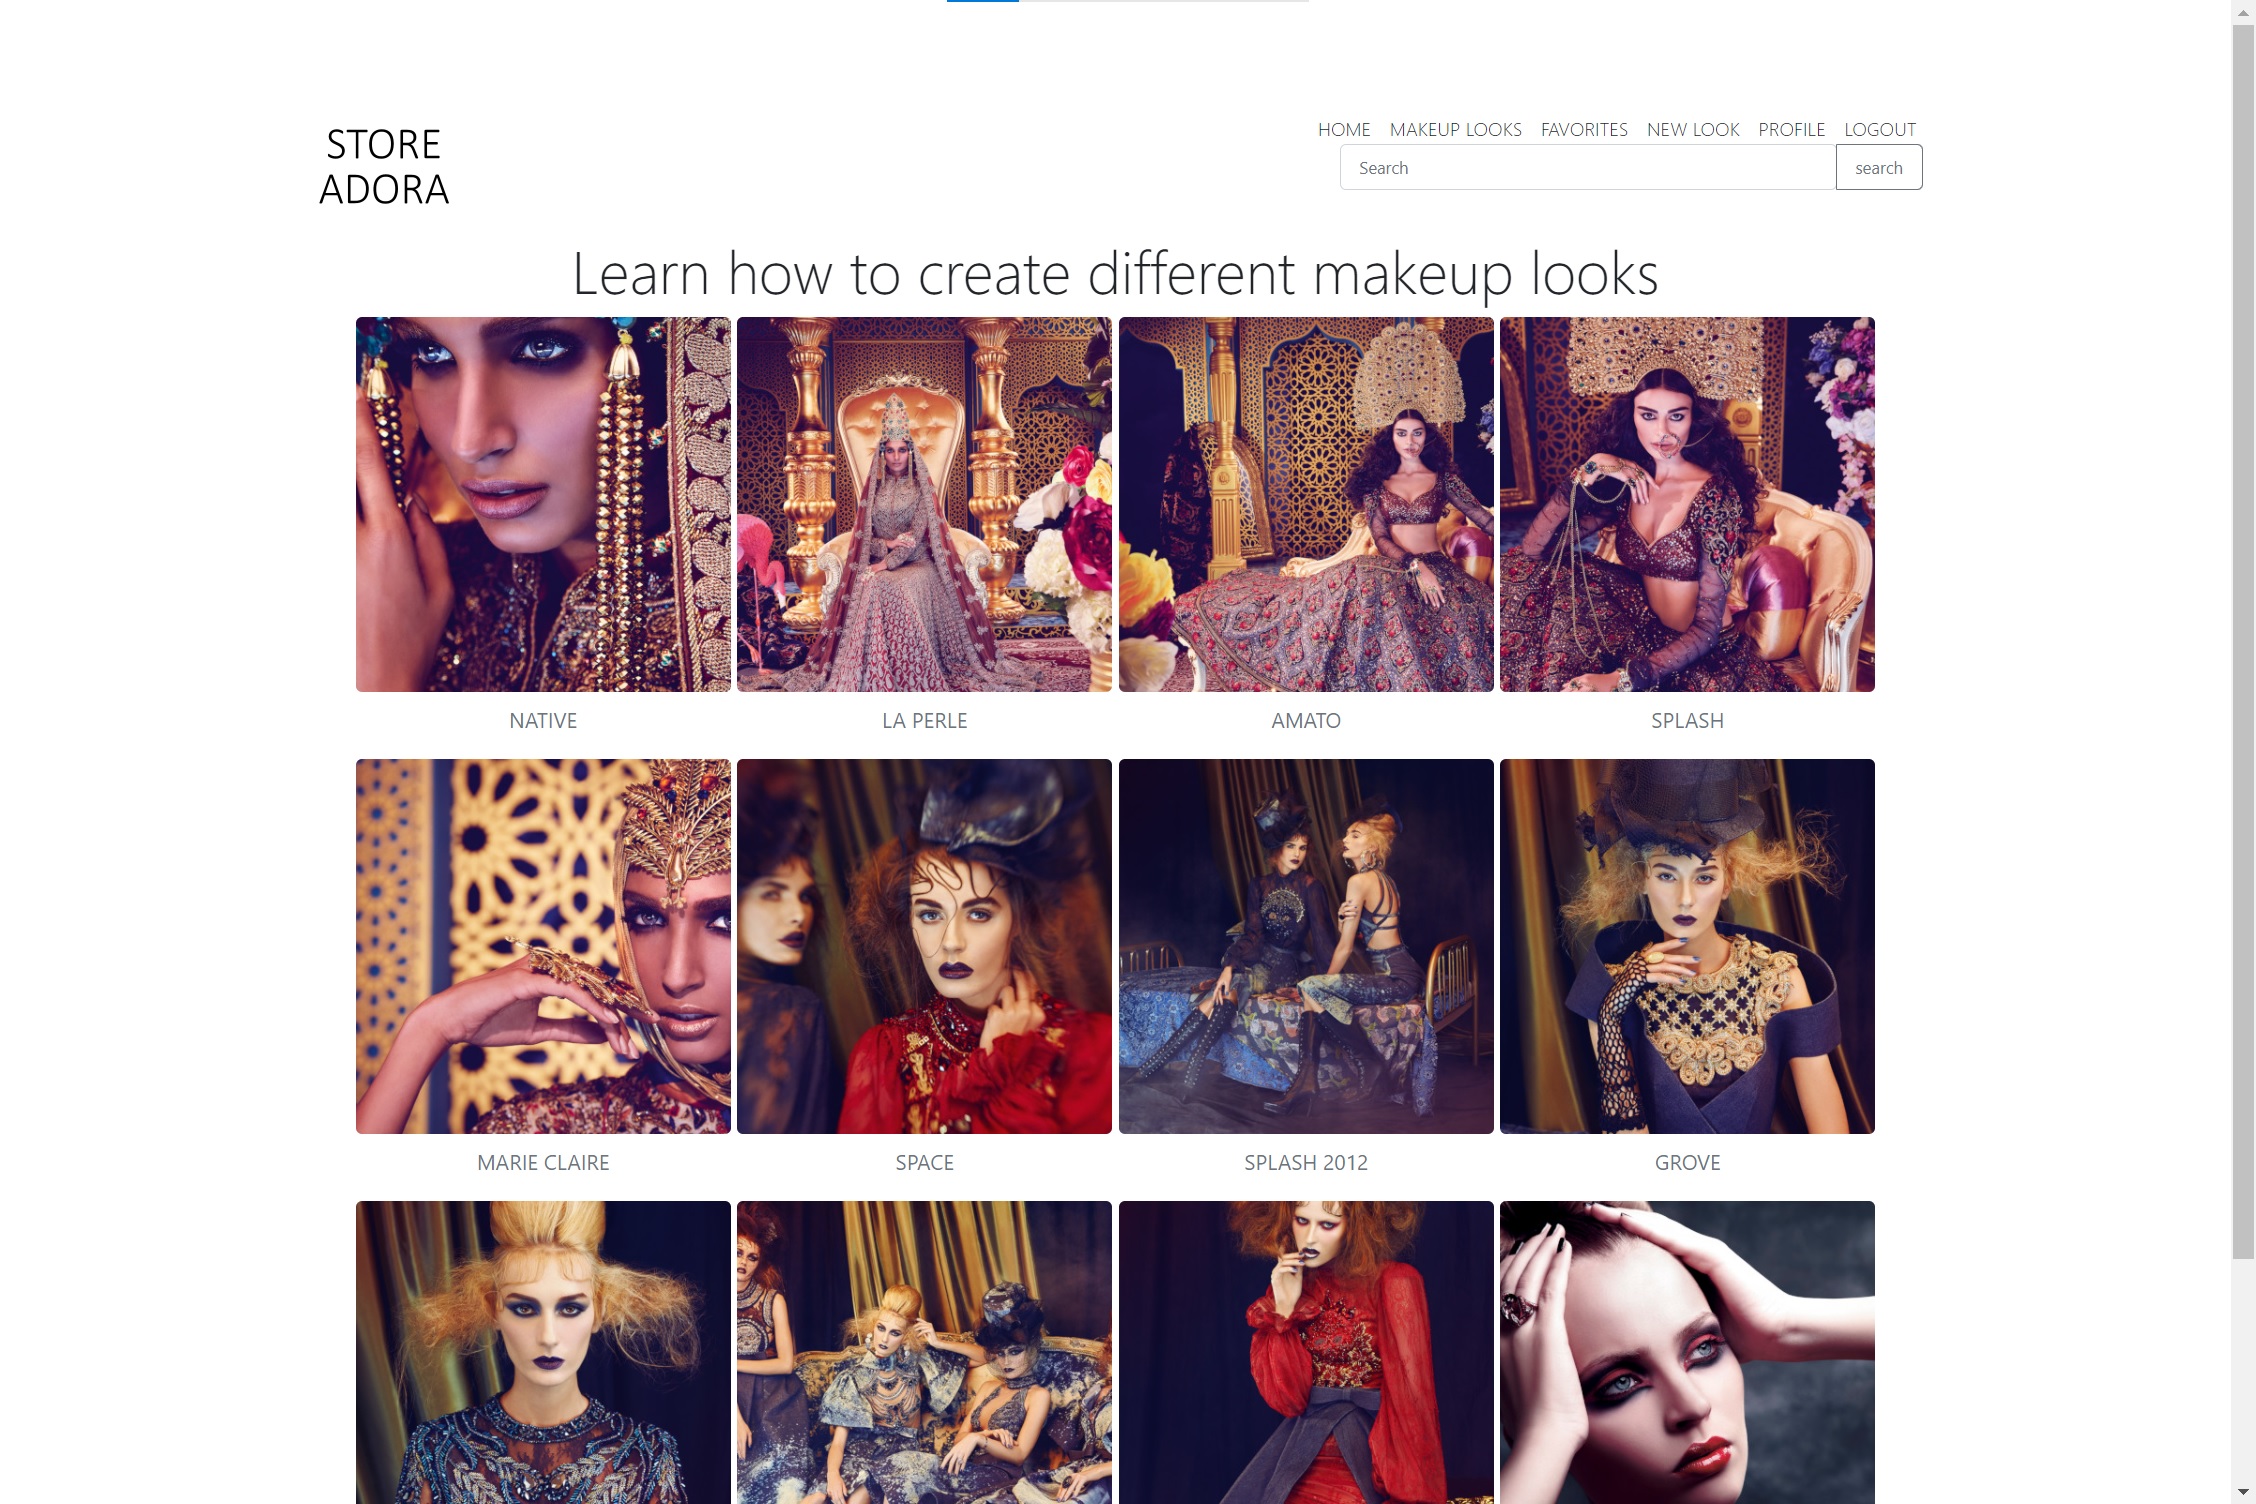 STORE
ADORA
HOME MAKEUP LOOKS FAVORITES NEW LOOK PROFILE LOGOUT
Search search
Learn how to create different makeup looks
NATIVE LA PERLE AMATO SPLASH
MARIE CLAIRE SPACE SPLASH 2012 GROVE